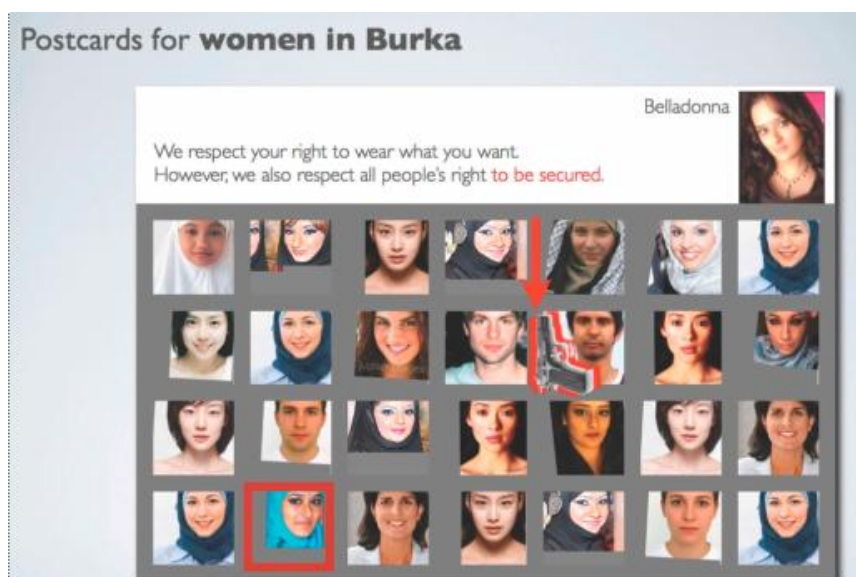 Postcards for women in Burka
Belladonna
We respect your right to wear what you want.
However, we also respect all people's right to be secured.